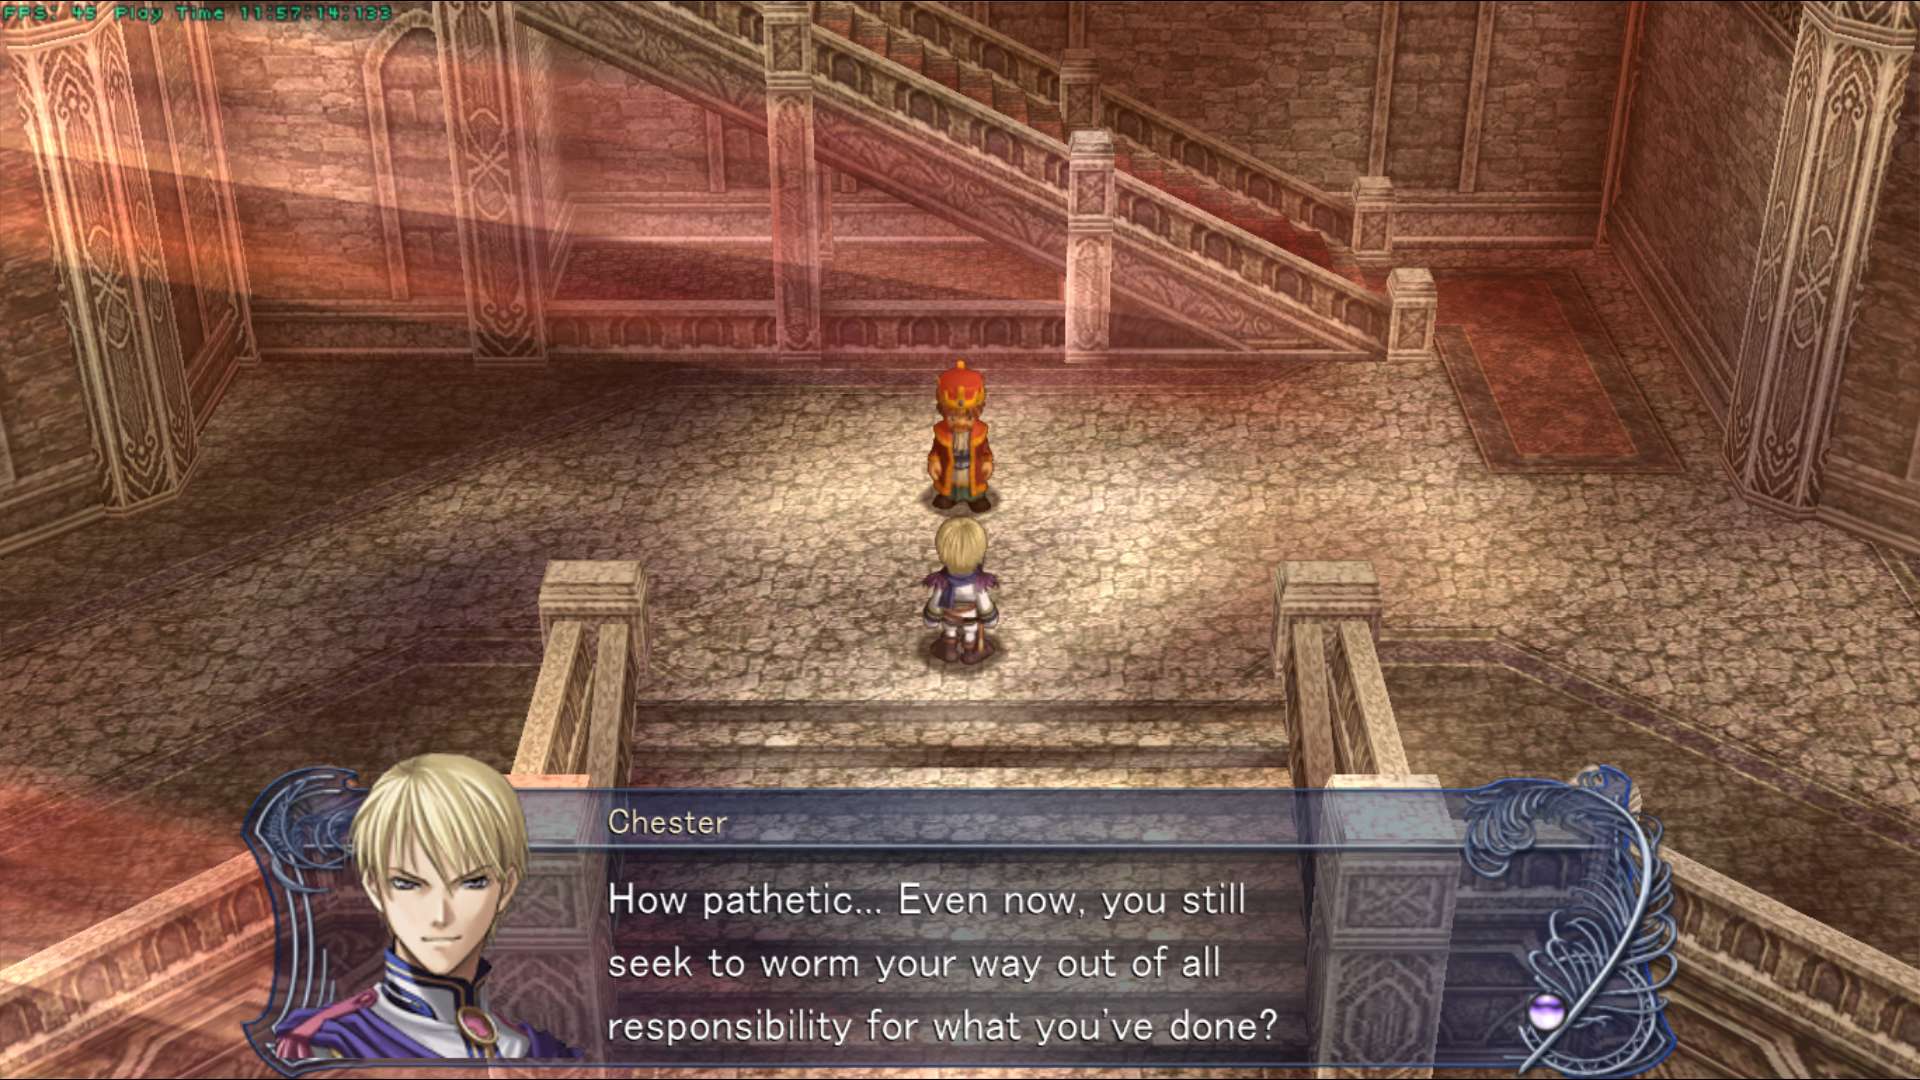 FPS: 45 Play Time 11:57:14:133
Chester
How pathetic... Even now, you still
seek to worm your way out of all
responsibility for what you've done?